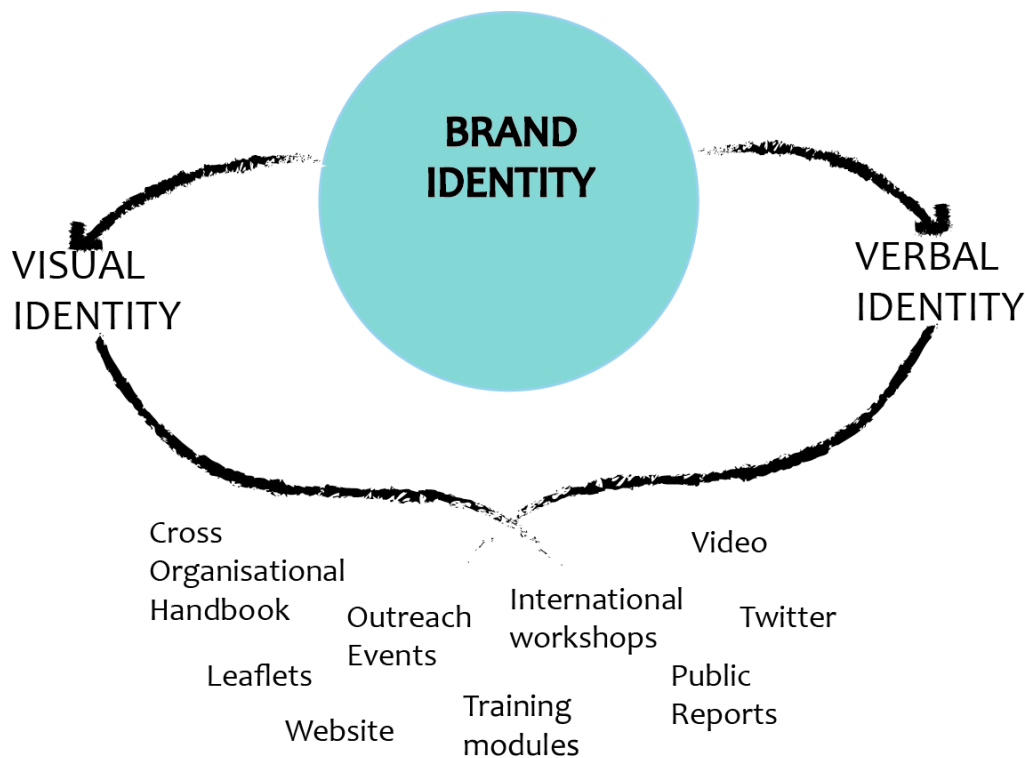 BRAND
IDENTITY
VISUAL
IDENTITY
VERBAL
IDENTITY
Cross
Organisational
Handbook
Outreach
Events
International
workshops
Video
Twitter
Leaflets
Website
Training
modules
Public
Reports